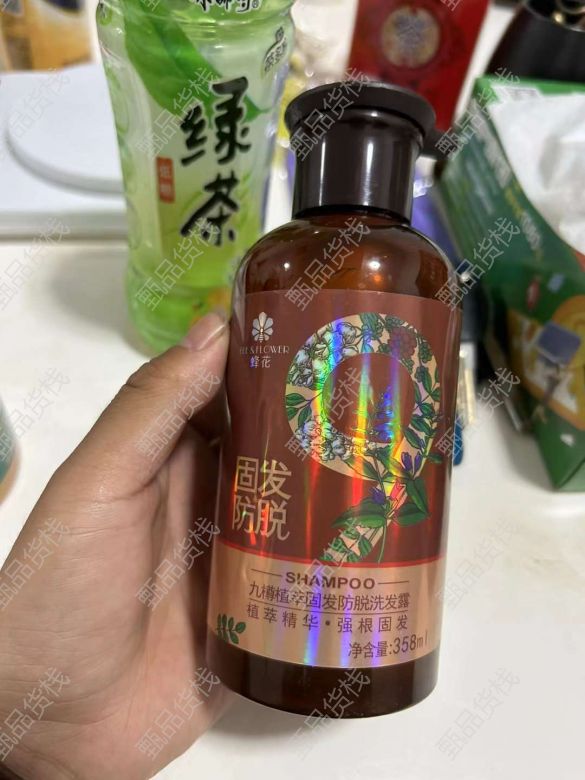 绿茶
低糖
BEE & FLOWER
蜂花
固发
防脱
SHAMPOO
九樽植萃固发防脱洗发露
植萃精华·强根固发
净含量:358ml
甄品货栈